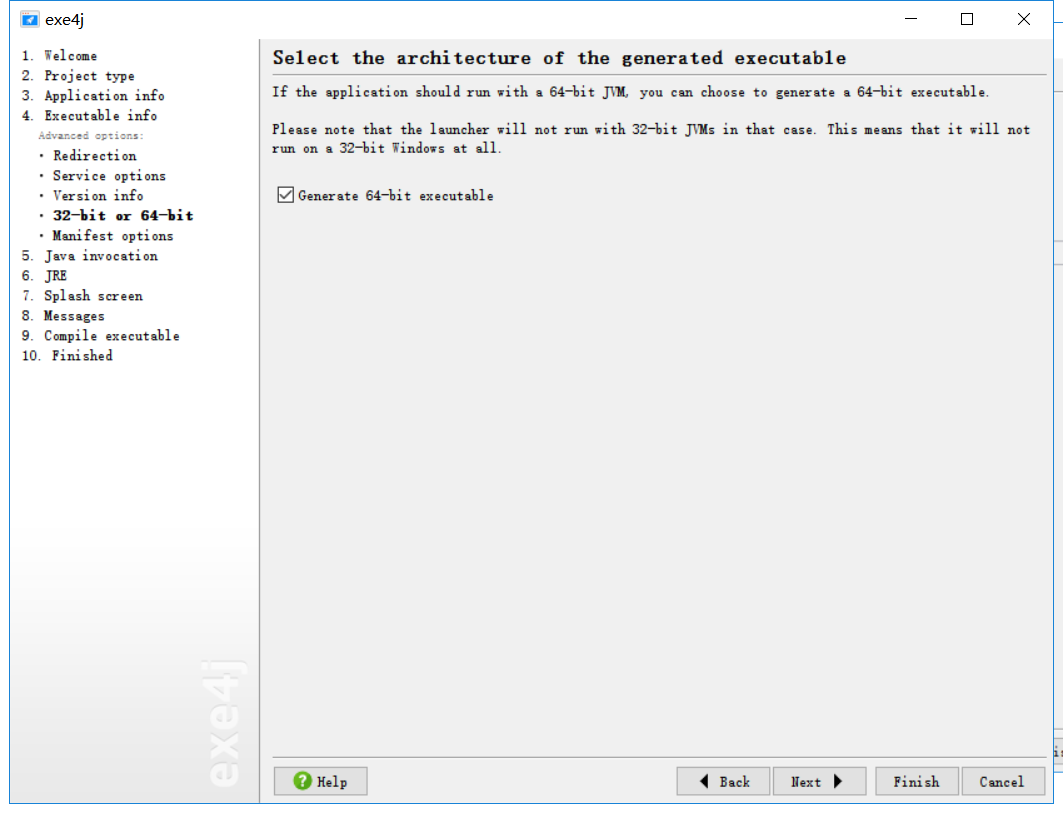 exe4j
1. Welcome
2. Project type
3. Application info
4. Executable info
Advanced options:
· Redirection
· Service options
· Version info
· 32-bit or 64-bit
· Manifest options
5. Java invocation
6. JRE
7. Splash screen
8. Messages
9. Compile executable
10. Finished
exe4j
Select the architecture of the generated executable
If the application should run with a 64-bit JVM, you can choose to generate a 64-bit executable.
Please note that the launcher will not run with 32-bit JVMs in that case. This means that it will not
run on a 32-bit Windows at all.
Generate 64-bit executable
Help
Back
Next
Finish
Cancel